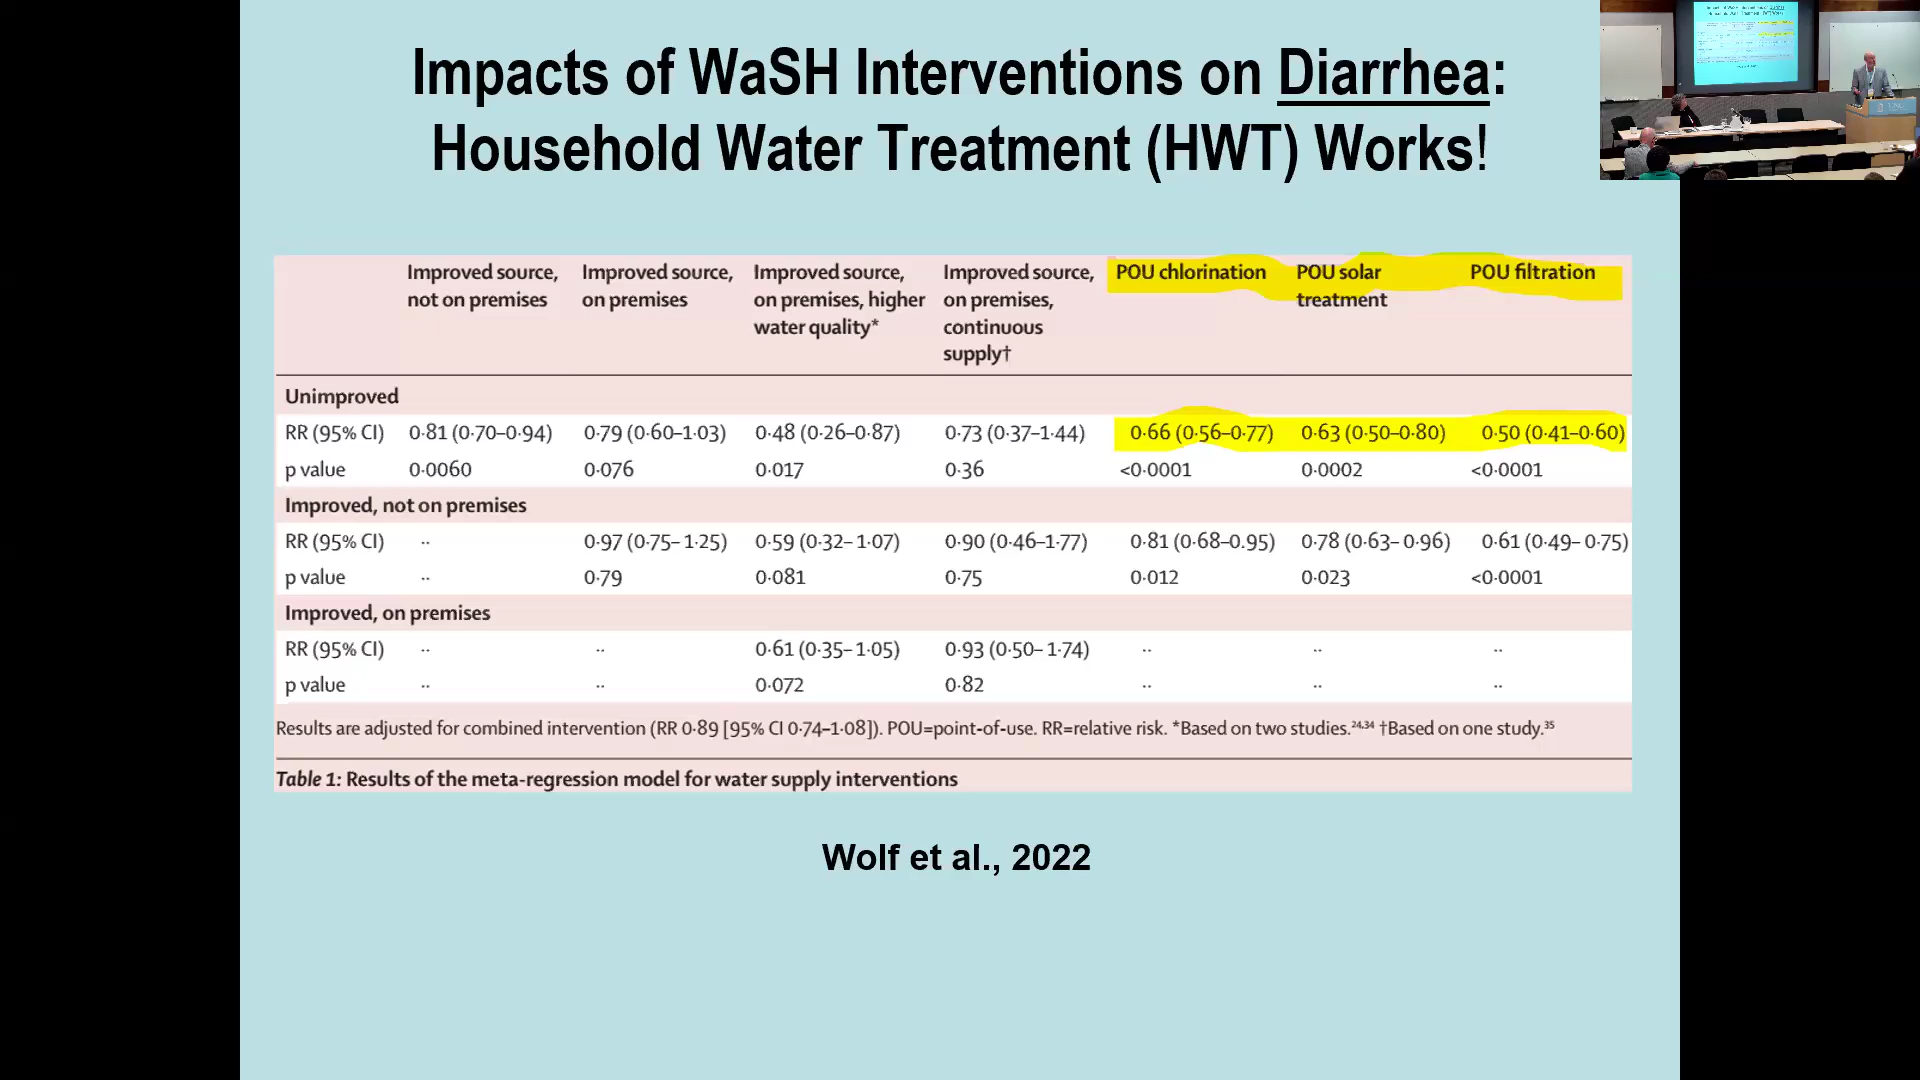 Impacts of WaSH Interventions on Diarrhea:
Household Water Treatment (HWT) Works!
Improved source, not on premises
Improved source, on premises
Improved source, on premises, higher water quality*
Improved source, on premises, continuous supply†
POU chlorination
POU solar treatment
POU filtration
Unimproved
RR (95% CI) 0·81 (0·70–0·94) 0·79 (0·60–1·03) 0·48 (0·26–0·87) 0·73 (0·37–1·44) 0·66 (0·56–0·77) 0·63 (0·50–0·80) 0·50 (0·41–0·60)
p value 0·0060 0·076 0·017 0·36 <0·0001 0·0002 <0·0001
Improved, not on premises
RR (95% CI) ·· 0·97 (0·75–1·25) 0·59 (0·32–1·07) 0·90 (0·46–1·77) 0·81 (0·68–0.95) 0·78 (0·63–0·96) 0·61 (0·49–0·75)
p value ·· 0·79 0·081 0·75 0·012 0·023 <0·0001
Improved, on premises
RR (95% CI) ·· ·· 0·61 (0·35–1·05) 0·93 (0·50–1·74) ·· ·· ··
p value ·· ·· 0·072 0·82 ·· ·· ··
Results are adjusted for combined intervention (RR 0·89 [95% CI 0·74–1·08]). POU=point-of-use. RR=relative risk. *Based on two studies.24,34 †Based on one study.35
Table 1: Results of the meta-regression model for water supply interventions
Wolf et al., 2022